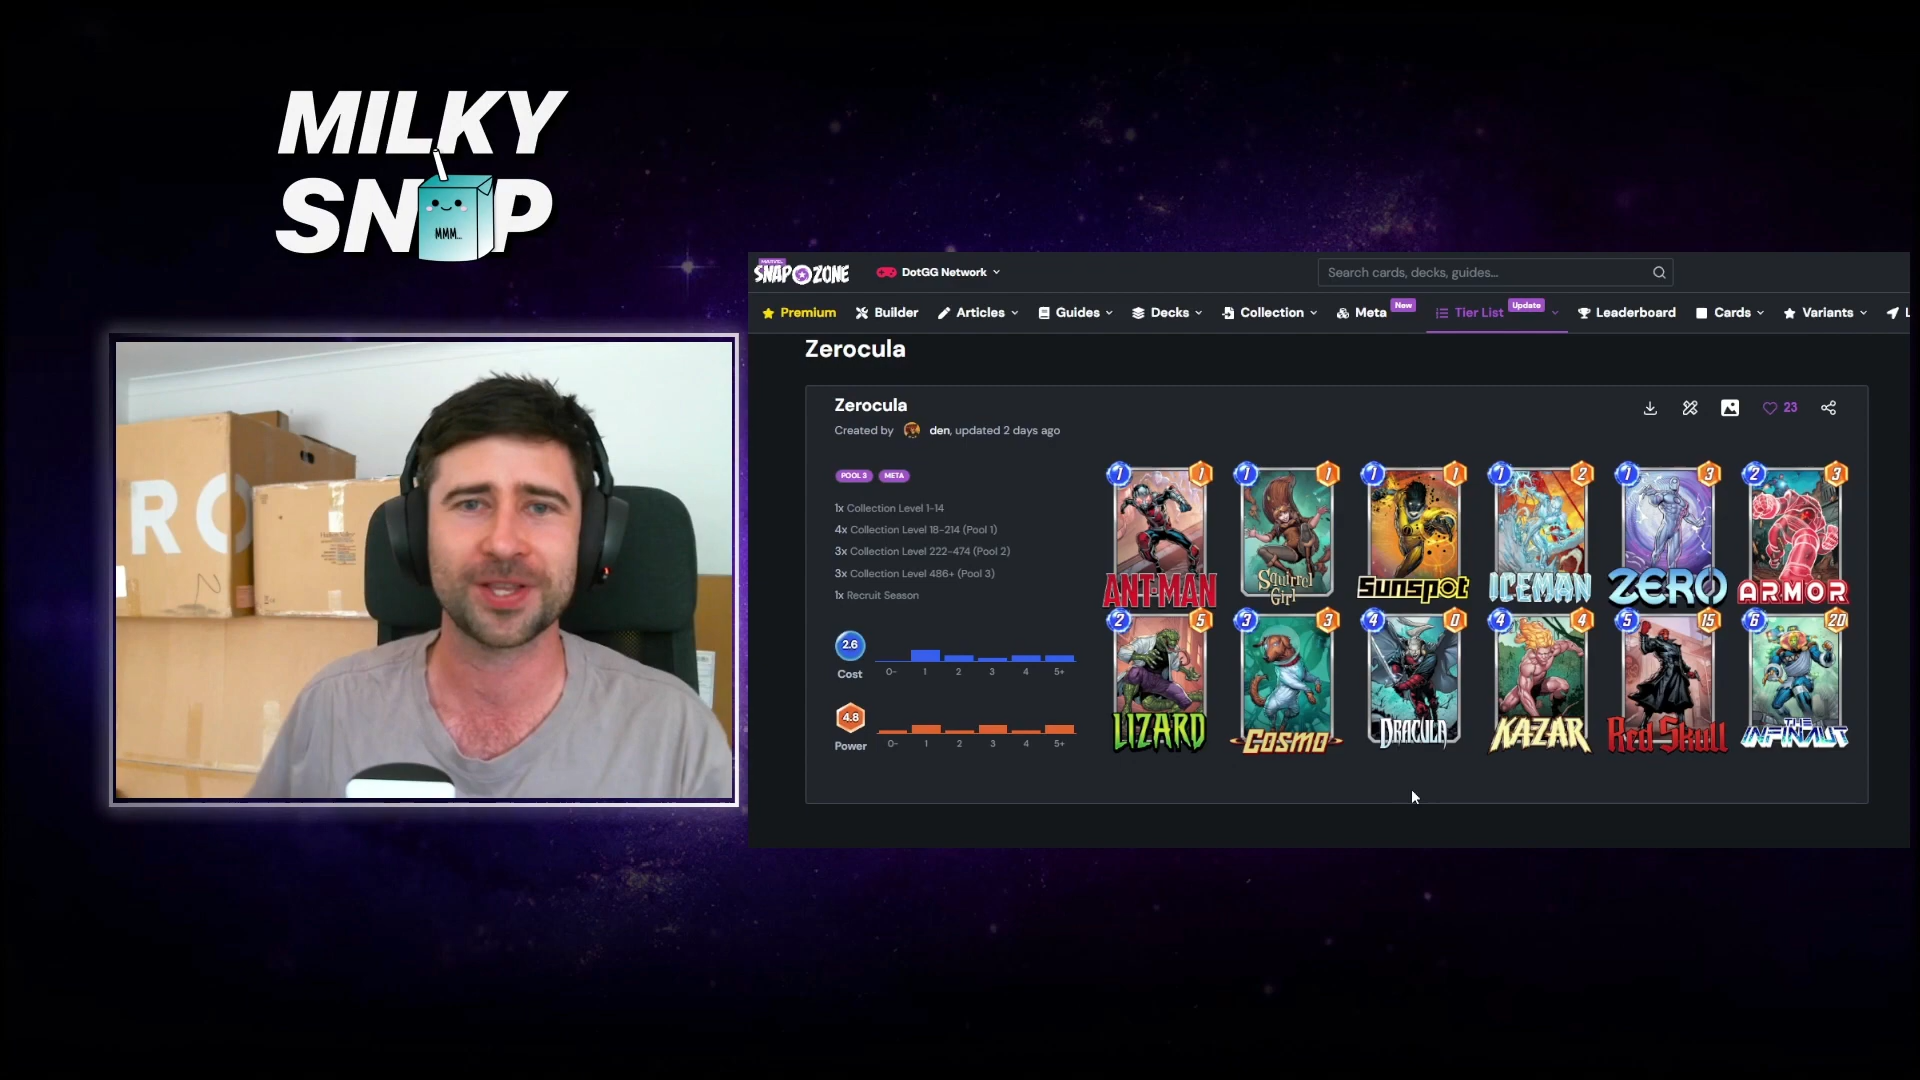 MILKY
SNAP
MMM...
RO
MARVEL
SNAP ZONE
DotGG Network
Search cards, decks, guides...
Premium
Builder
Articles
Guides
Decks
Collection
Meta
New
Tier List
Update
Leaderboard
Cards
Variants
L
Zerocula
Zerocula
Created by den, updated 2 days ago
23
POOL 3
META
1x Collection Level 1-14
4x Collection Level 18-214 (Pool 1)
3x Collection Level 222-474 (Pool 2)
3x Collection Level 486+ (Pool 3)
1x Recruit Season
2.6
Cost
0- 1 2 3 4 5+
4.8
Power
0- 1 2 3 4 5+
1 1 1 1 1 1 1 2 1 3 2 3
ANT MAN Squirrel Girl SUNSPOT ICEMAN ZERO ARMOR
2 5 3 3 4 0 4 4 5 15 6 20
LIZARD COSMO DRACULA KAZAR Red Skull THE INFINAUT